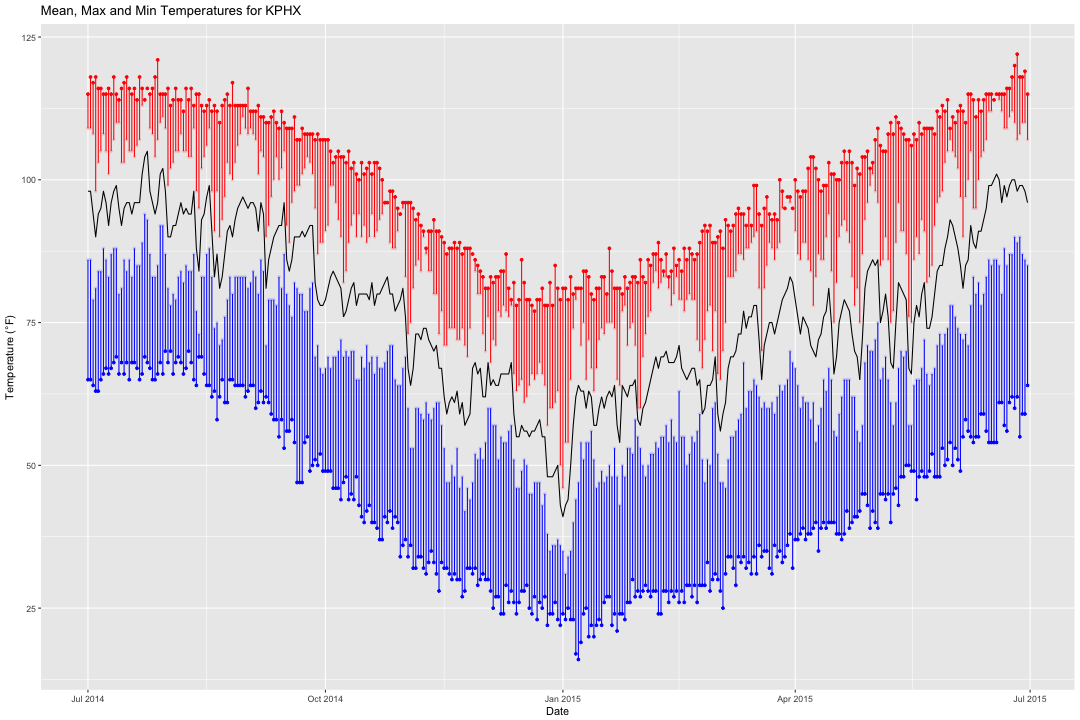 Mean, Max and Min Temperatures for KPHX
Temperature (°F)
125
100
75
50
25
Jul 2014
Oct 2014
Jan 2015
Apr 2015
Jul 2015
Date